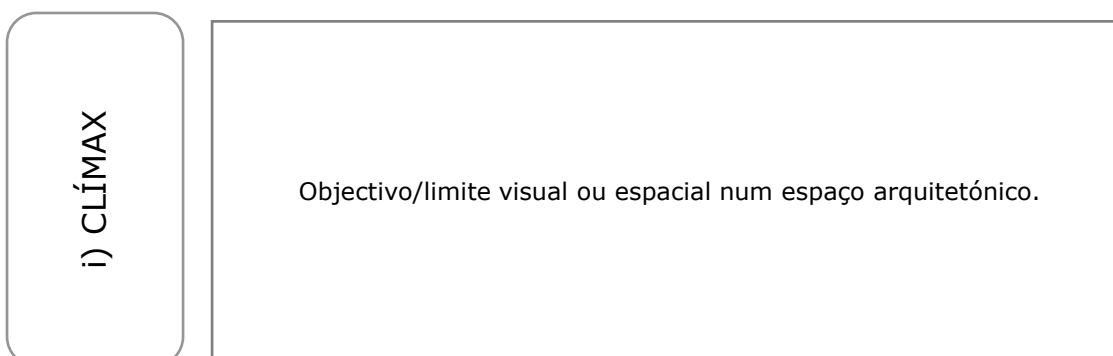 i) CLÍMAX
Objectivo/limite visual ou espacial num espaço arquitetónico.